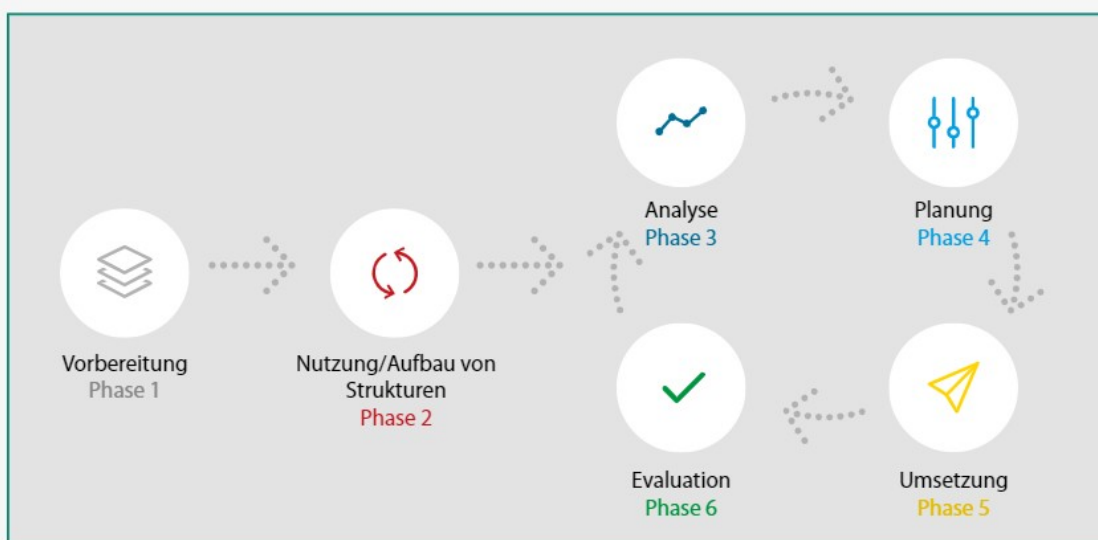 Vorbereitung
Phase 1
Nutzung/Aufbau von
Strukturen
Phase 2
Analyse
Phase 3
Planung
Phase 4
Umsetzung
Phase 5
Evaluation
Phase 6